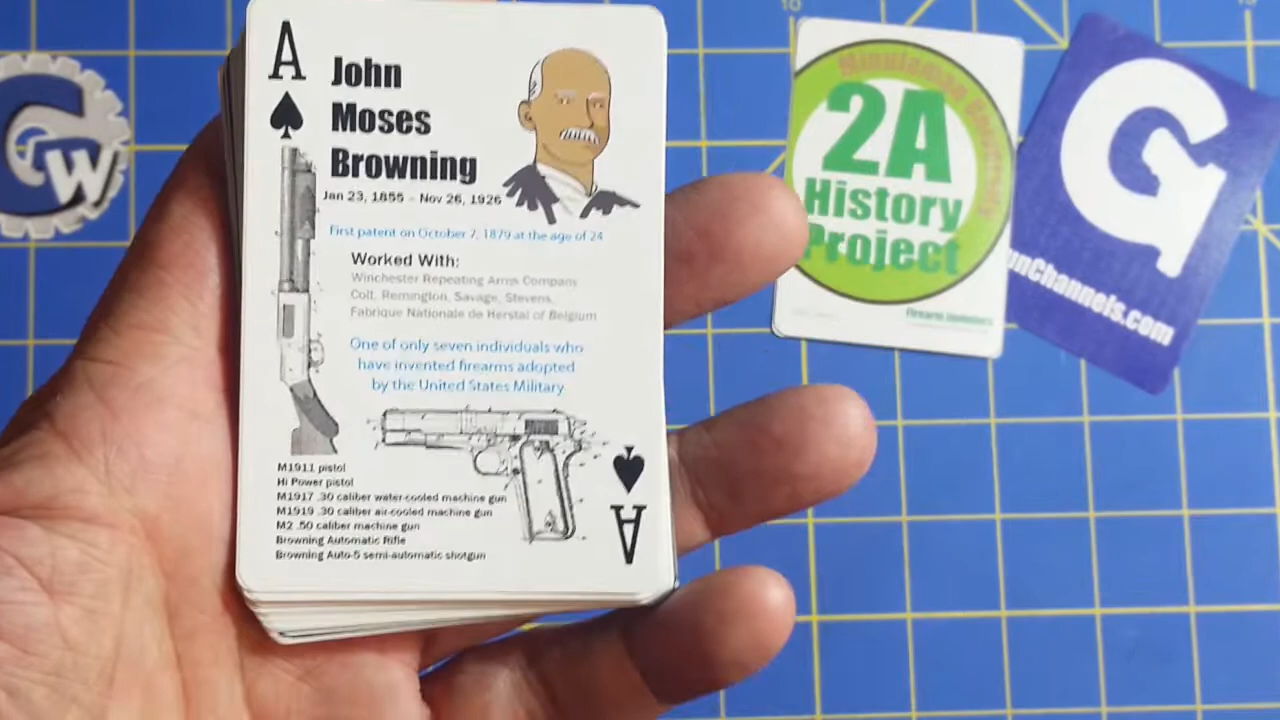 A
John
Moses
Browning
Jan 23, 1855 - Nov 26, 1926
First patent on October 7, 1879 at the age of 24
Worked With:
Winchester Repeating Arms Company
Colt, Remington, Savage, Stevens,
Fabrique Nationale de Herstal of Belgium
One of only seven individuals who
have invented firearms adopted
by the United States Military
M1911 pistol
Hi Power pistol
M1917 .30 caliber water-cooled machine gun
M1919 .30 caliber air-cooled machine gun
M2 .50 caliber machine gun
Browning Automatic Rifle
Browning Auto-5 semi-automatic shotgun
A
GW
Minuteman
2A
History
Project
Firearm
G
unChannels.com
10